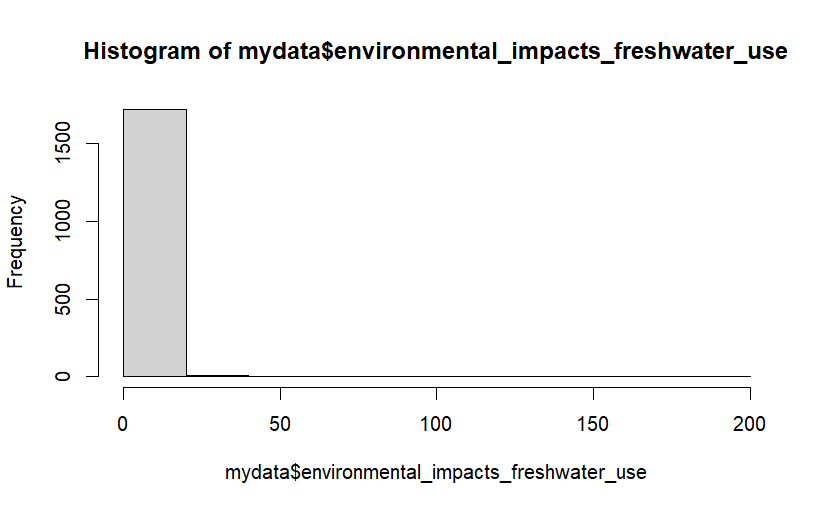 Histogram of mydata$environmental_impacts_freshwater_use
Frequency
1500
1000
500
0
0 50 100 150 200
mydata$environmental_impacts_freshwater_use